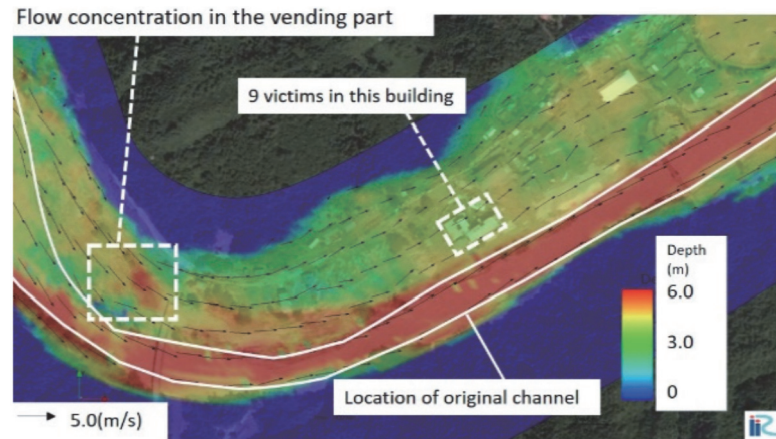 Flow concentration in the vending part
9 victims in this building
Depth
(m)
6.0
3.0
0
Location of original channel
5.0(m/s)